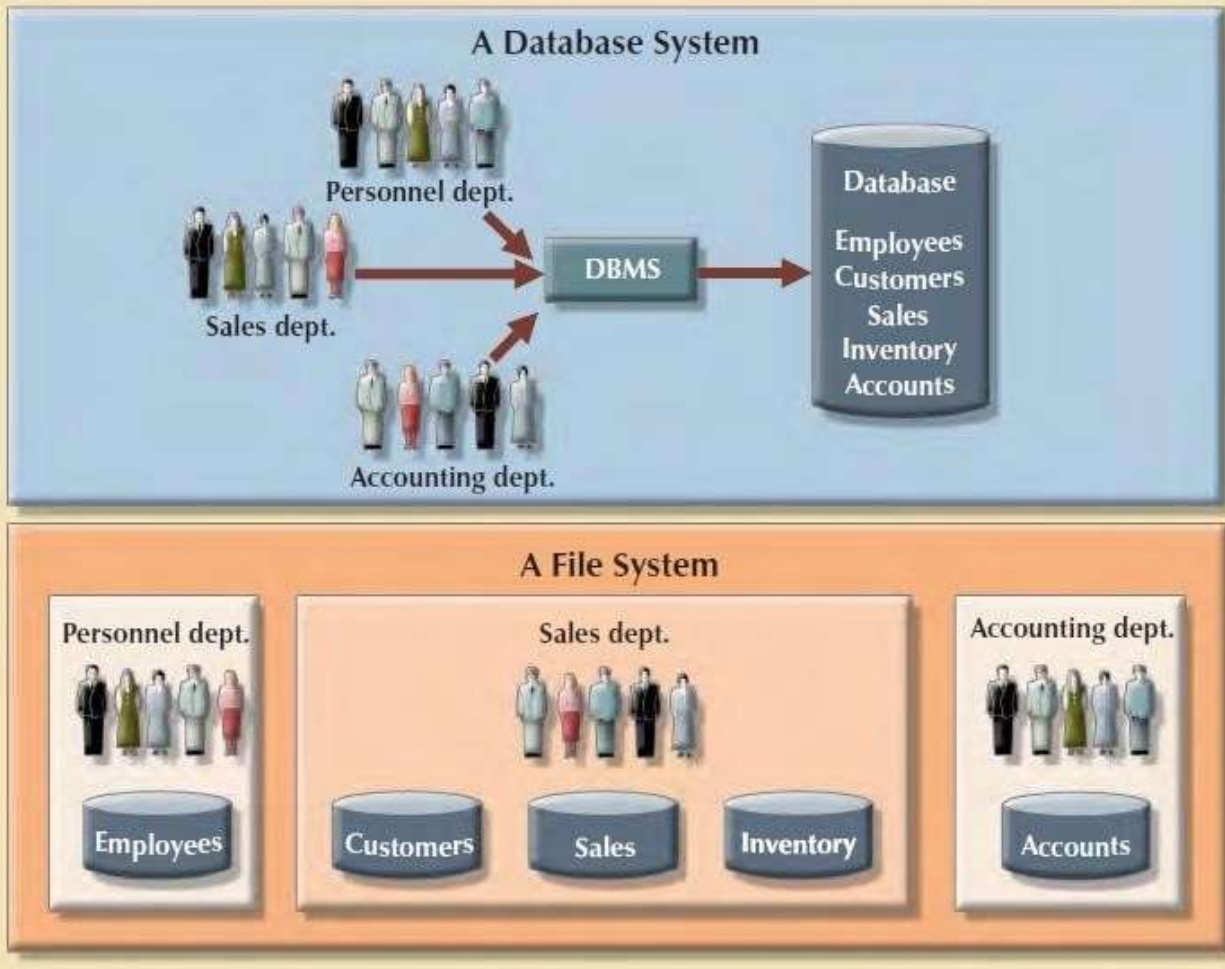 A Database System
Personnel dept.
Sales dept.
Accounting dept.
DBMS
Database
Employees
Customers
Sales
Inventory
Accounts
A File System
Personnel dept.
Employees
Sales dept.
Customers
Sales
Inventory
Accounting dept.
Accounts